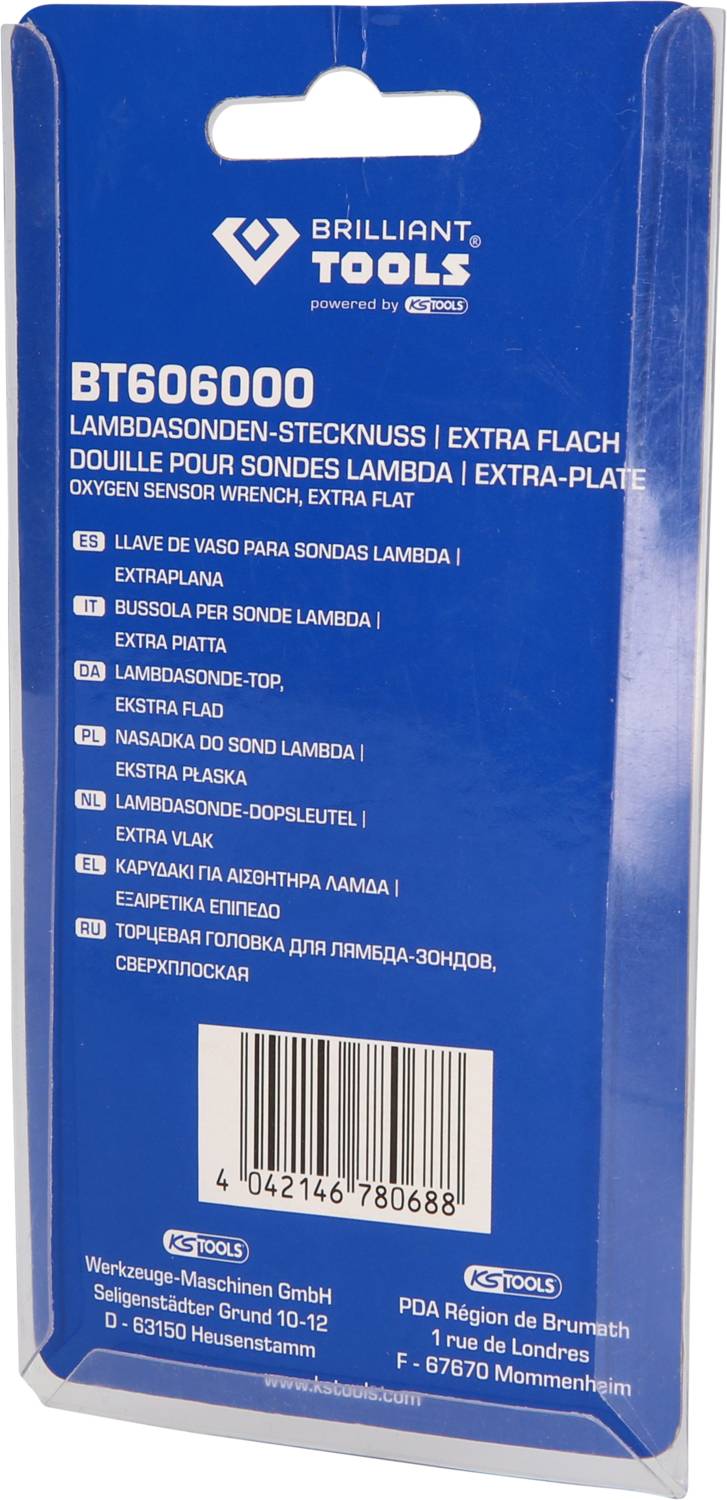 BRILLIANT®
TOOLS
powered by KS TOOLS
BT606000
LAMBDASONDEN-STECKNUSS | EXTRA FLACH
DOUILLE POUR SONDES LAMBDA | EXTRA-PLATE
OXYGEN SENSOR WRENCH, EXTRA FLAT
ES LLAVE DE VASO PARA SONDAS LAMBDA |
EXTRAPLANA
IT BUSSOLA PER SONDE LAMBDA |
EXTRA PIATTA
DA LAMBDASONDE-TOP,
EKSTRA FLAD
PL NASADKA DO SOND LAMBDA |
EKSTRA PŁASKA
NL LAMBDASONDE-DOPSLEUTEL |
EXTRA VLAK
EL ΚΑΡΥΔΑΚΙ ΓΙΑ ΑΙΣΘΗΤΗΡΑ ΛΑΜΔΑ |
ΕΞΑΙΡΕΤΙΚΑ ΕΠΙΠΕΔΟ
RU ТОРЦЕВАЯ ГОЛОВКА ДЛЯ ЛЯМБДА-ЗОНДОВ,
СВЕРХПЛОСКАЯ
4 042146 780688
KS TOOLS
Werkzeuge-Maschinen GmbH
Seligenstädter Grund 10-12
D - 63150 Heusenstamm
KS TOOLS
PDA Région de Brumath
1 rue de Londres
F - 67670 Mommenheim
www.kstools.com